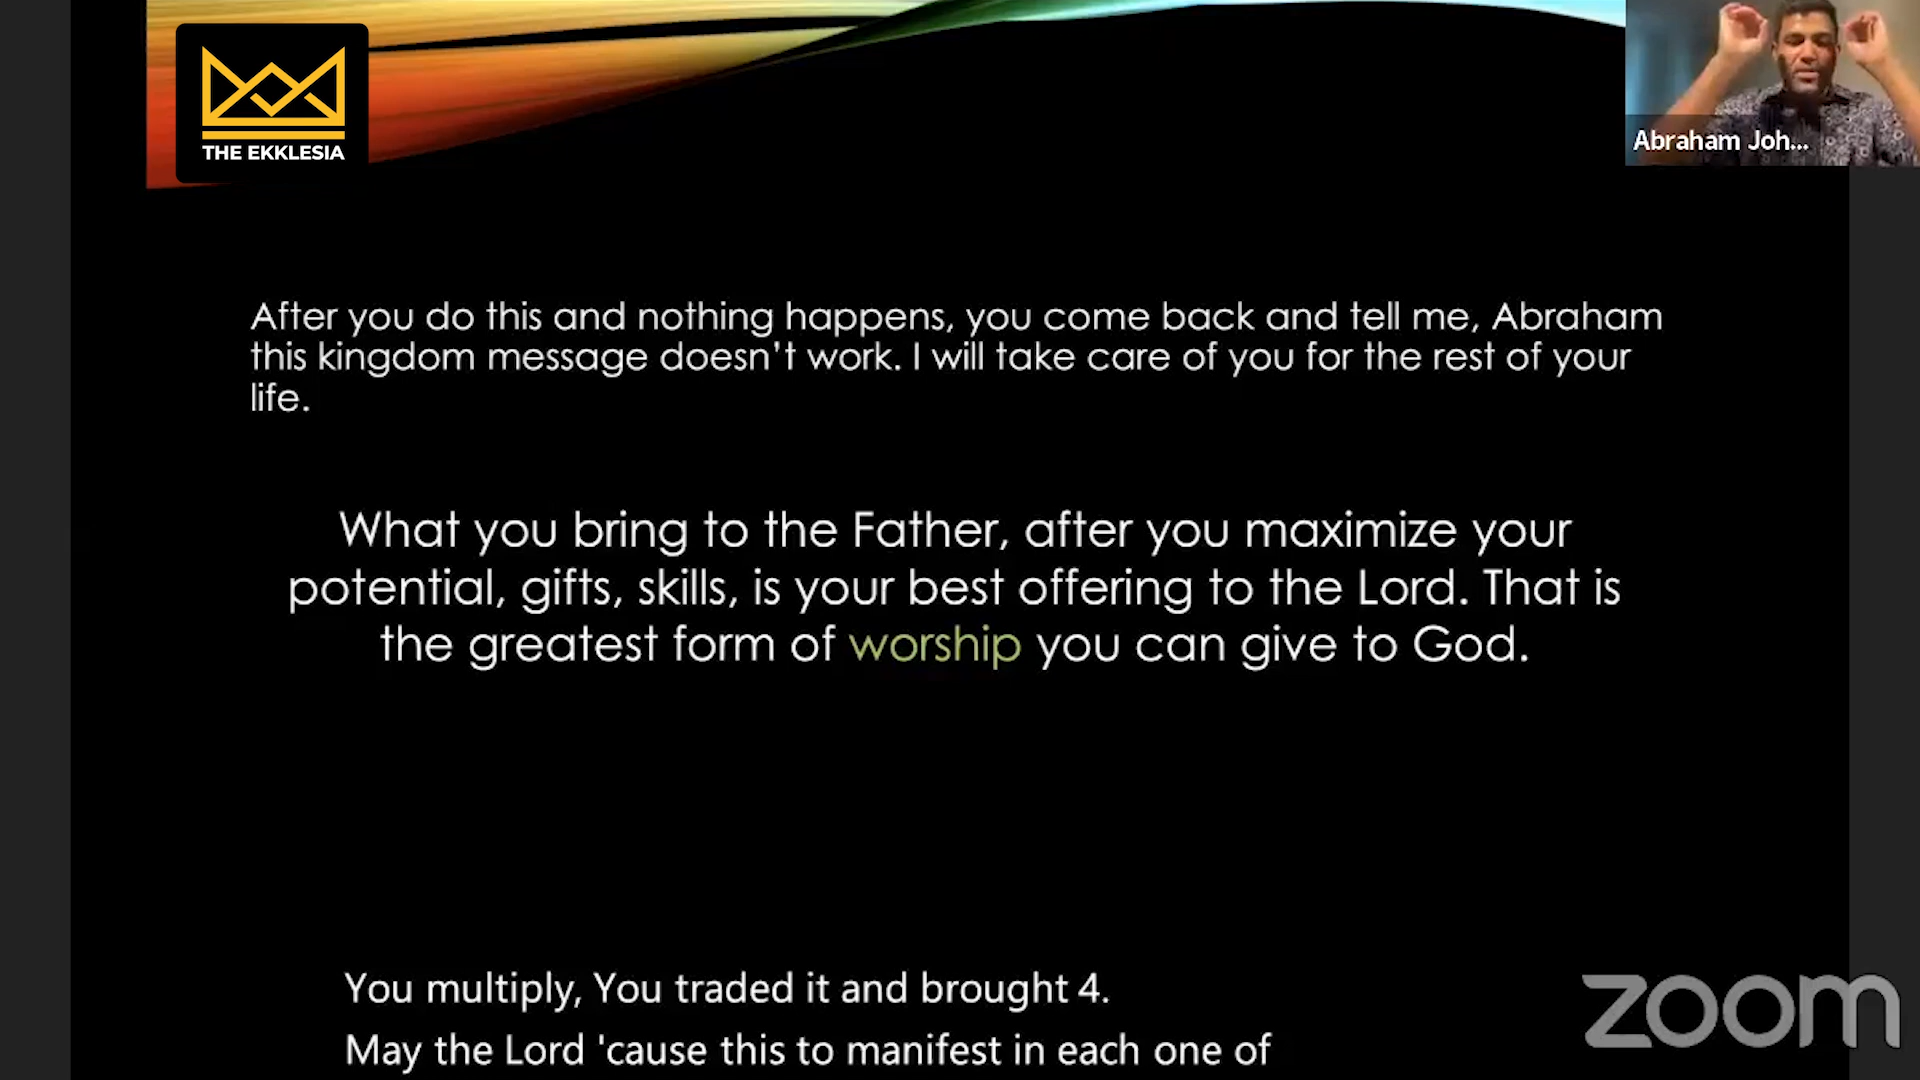 THE EKKLESIA
Abraham Joh...
After you do this and nothing happens, you come back and tell me, Abraham
this kingdom message doesn’t work. I will take care of you for the rest of your
life.
What you bring to the Father, after you maximize your
potential, gifts, skills, is your best offering to the Lord. That is
the greatest form of worship you can give to God.
You multiply, You traded it and brought 4.
May the Lord 'cause this to manifest in each one of
zoom